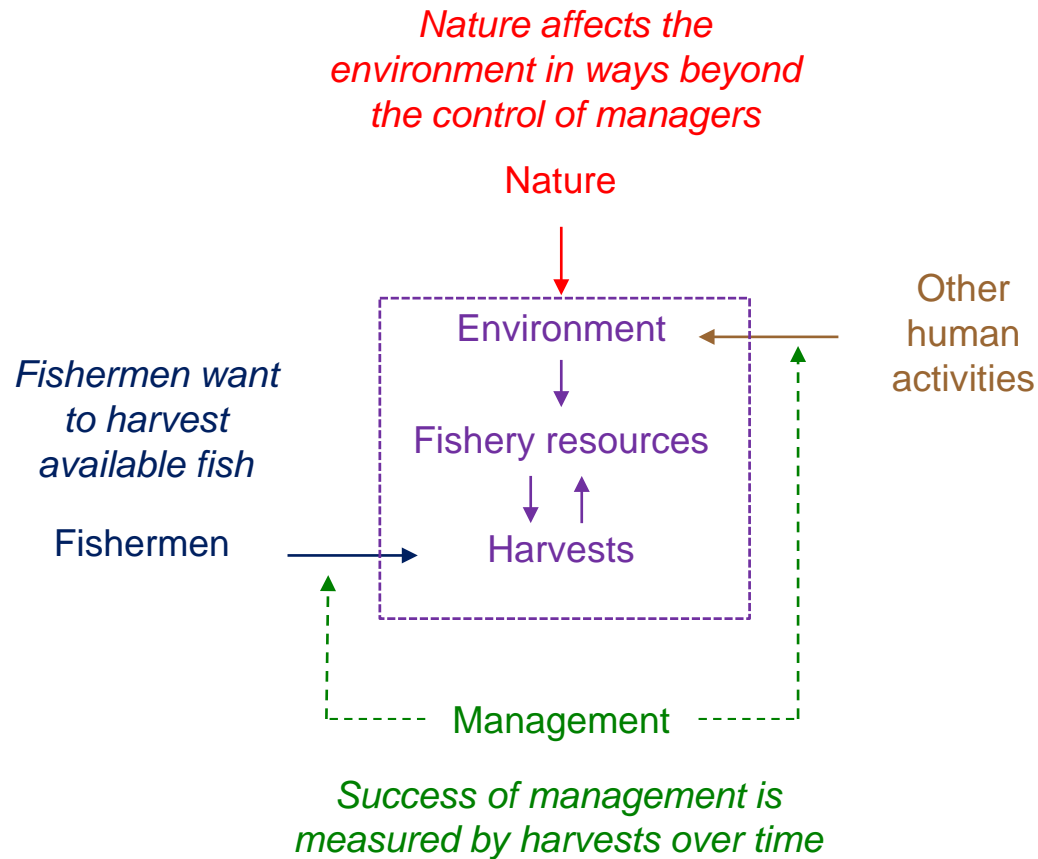 Nature affects the
environment in ways beyond
the control of managers
Nature
Other
human
activities
Environment
Fishermen want
to harvest
available fish
Fishery resources
Fishermen
Harvests
Management
Success of management is
measured by harvests over time